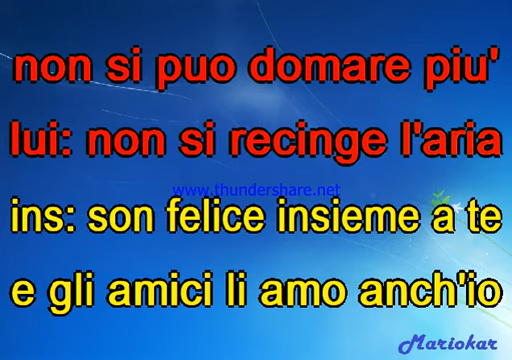 non si puo domare piu'
lui: non si recinge l'aria
www.thundershare.net
ins: son felice insieme a te
e gli amici li amo anch'io
Mariokar